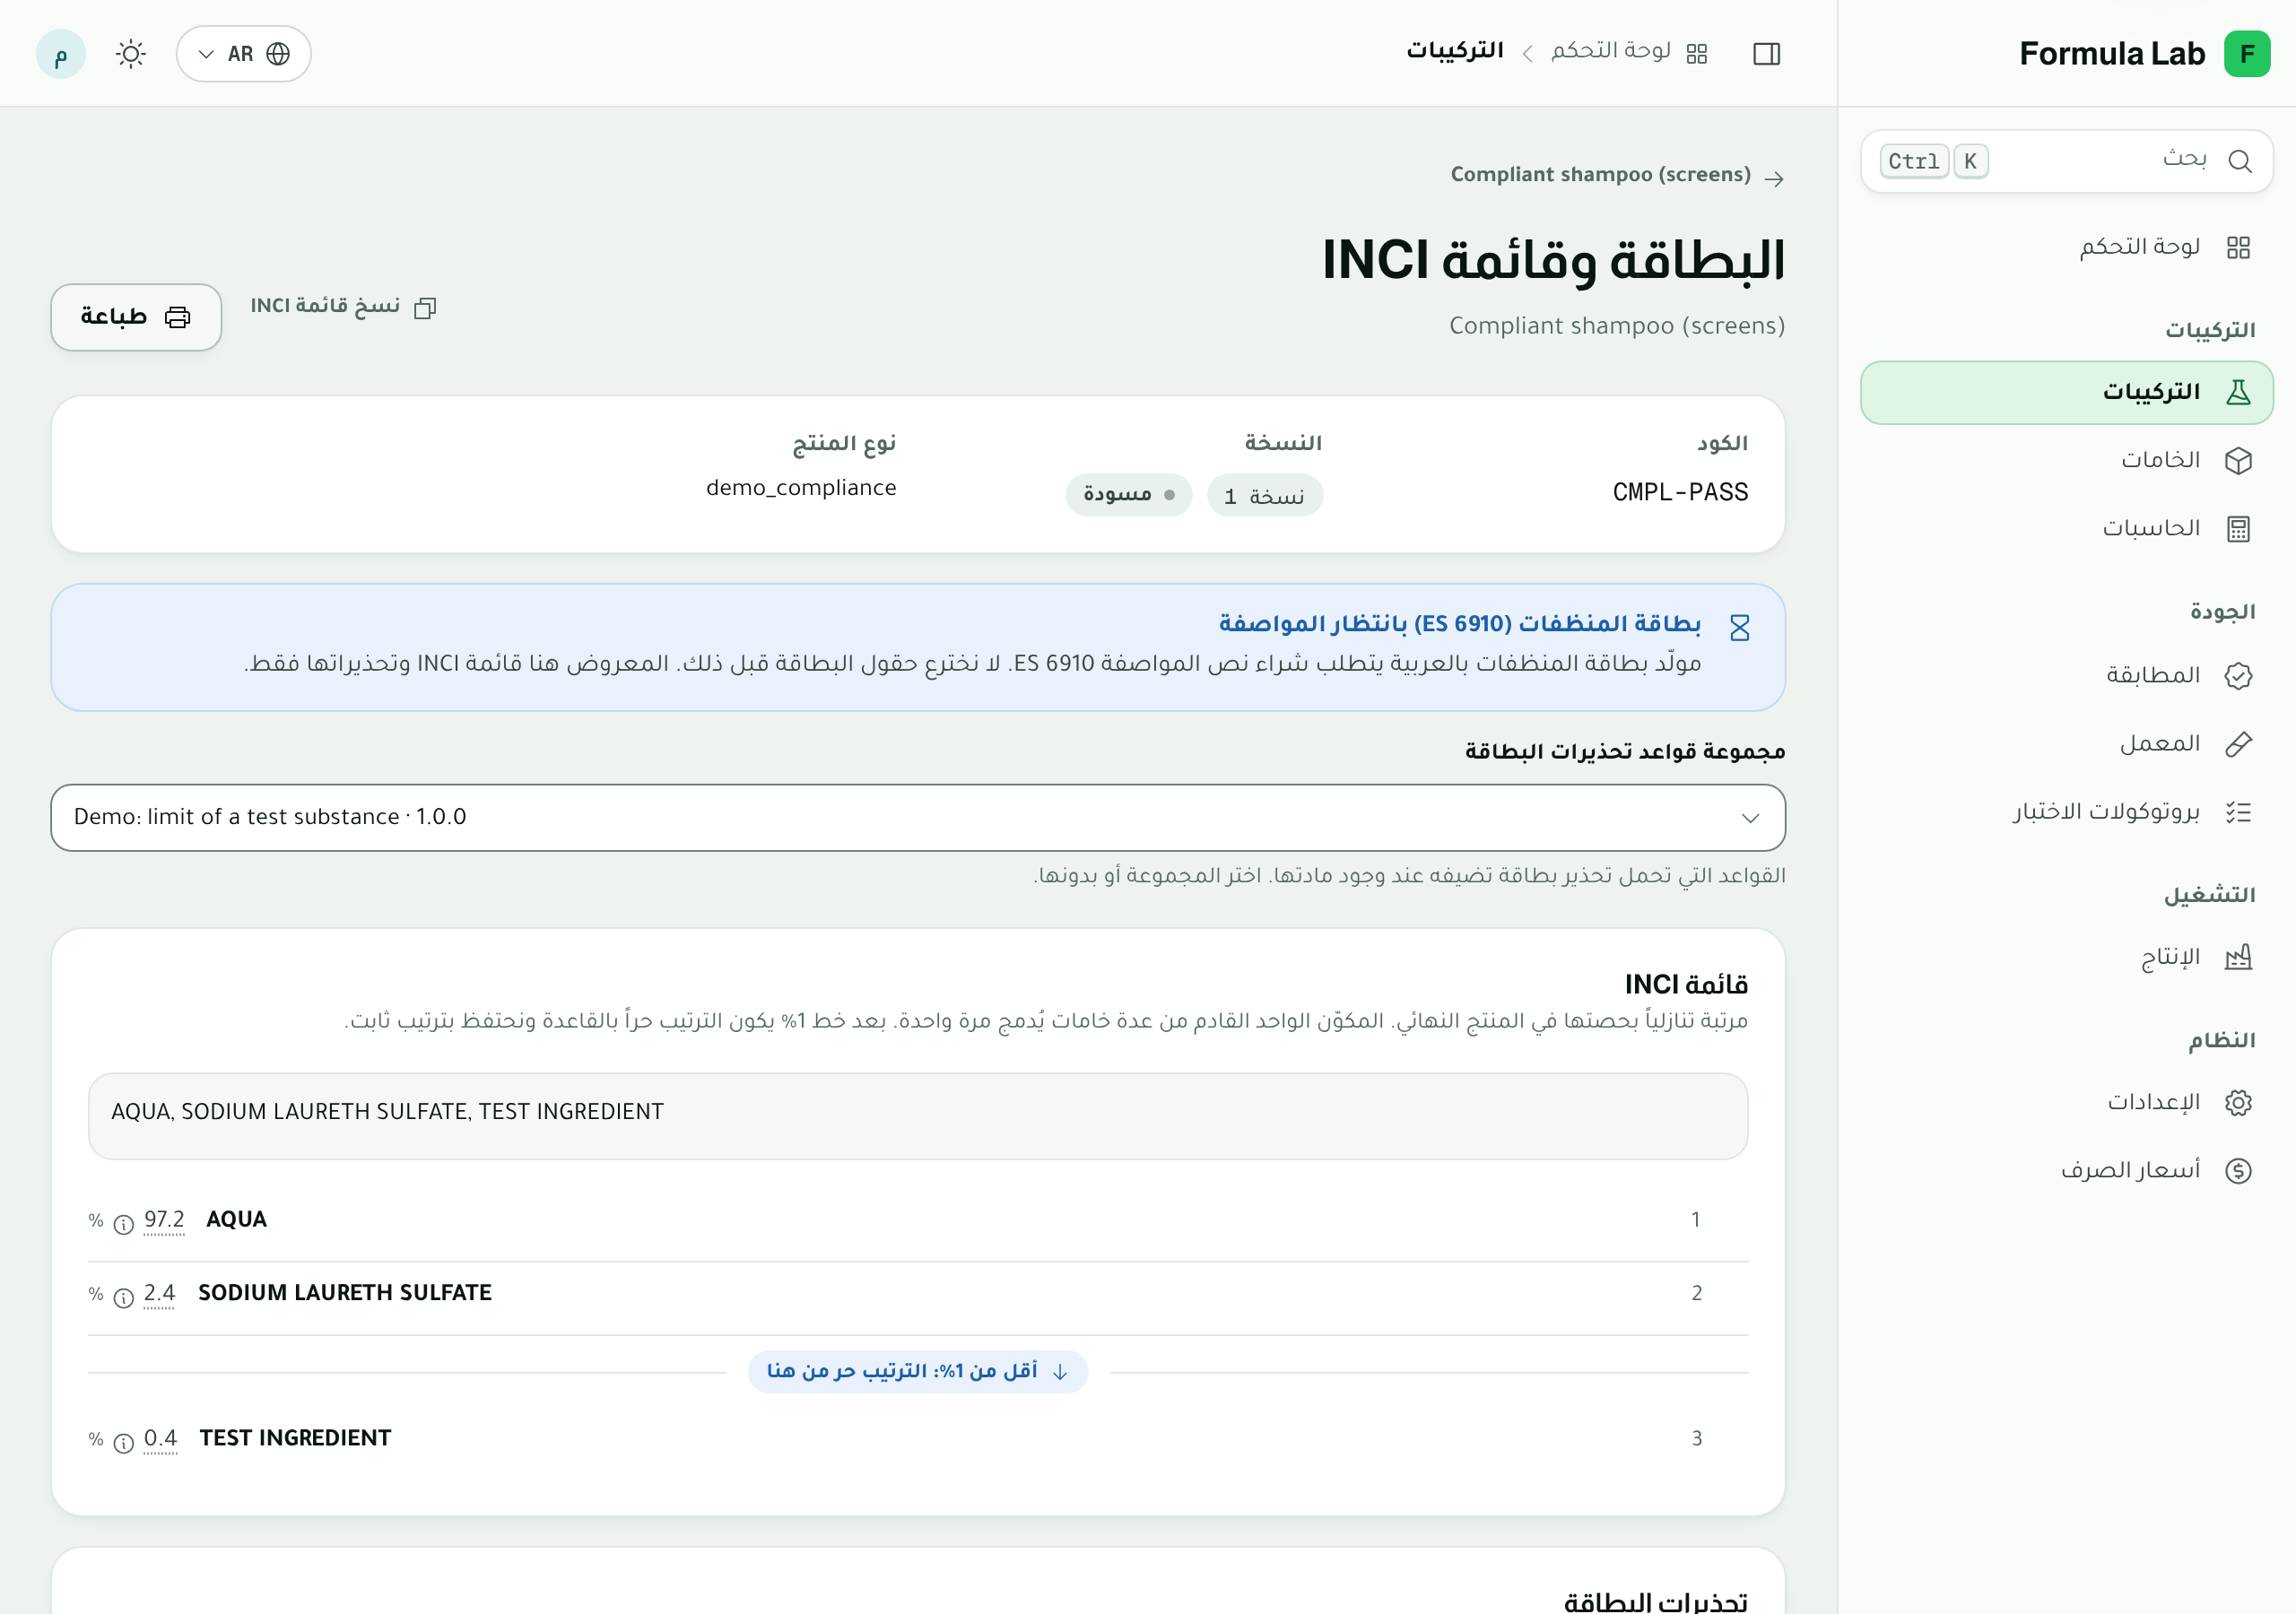 F Formula Lab
لوحة التحكم التركيبات
AR
م
بحث Ctrl K
لوحة التحكم
التركيبات
التركيبات
الخامات
الحاسبات
الجودة
المطابقة
المعمل
بروتوكولات الاختبار
التشغيل
الإنتاج
النظام
الإعدادات
أسعار الصرف
Compliant shampoo (screens)
البطاقة وقائمة INCI
Compliant shampoo (screens)
نسخ قائمة INCI
طباعة
الكود
CMPL-PASS
النسخة
نسخة 1
مسودة
نوع المنتج
demo_compliance
بطاقة المنظفات (ES 6910) بانتظار المواصفة
مولّد بطاقة المنظفات بالعربية يتطلب شراء نص المواصفة ES 6910. لا نخترع حقول البطاقة قبل ذلك. المعروض هنا قائمة INCI وتحذيراتها فقط.
مجموعة قواعد تحذيرات البطاقة
Demo: limit of a test substance · 1.0.0
القواعد التي تحمل تحذير بطاقة تضيفه عند وجود مادتها. اختر المجموعة أو بدونها.
قائمة INCI
مرتبة تنازلياً بحصتها في المنتج النهائي. المكوّن الواحد القادم من عدة خامات يُدمج مرة واحدة. بعد خط 1% يكون الترتيب حراً بالقاعدة ونحتفظ بترتيب ثابت.
AQUA, SODIUM LAURETH SULFATE, TEST INGREDIENT
1 AQUA 97.2 %
2 SODIUM LAURETH SULFATE 2.4 %
أقل من 1%: الترتيب حر من هنا
3 TEST INGREDIENT 0.4 %
تحذيرات البطاقة